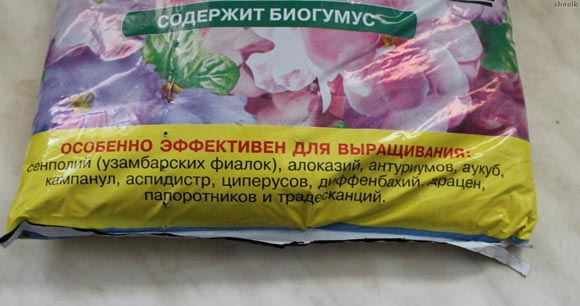 sheolk
СОДЕРЖИТ БИОГУМУС
ОСОБЕННО ЭФФЕКТИВЕН ДЛЯ ВЫРАЩИВАНИЯ:
сенполий (узамбарских фиалок), алоказий, антуриумов, аукуб,
кампанул, аспидистр, циперусов, диффенбахий, драцен,
папоротников и традесканций.